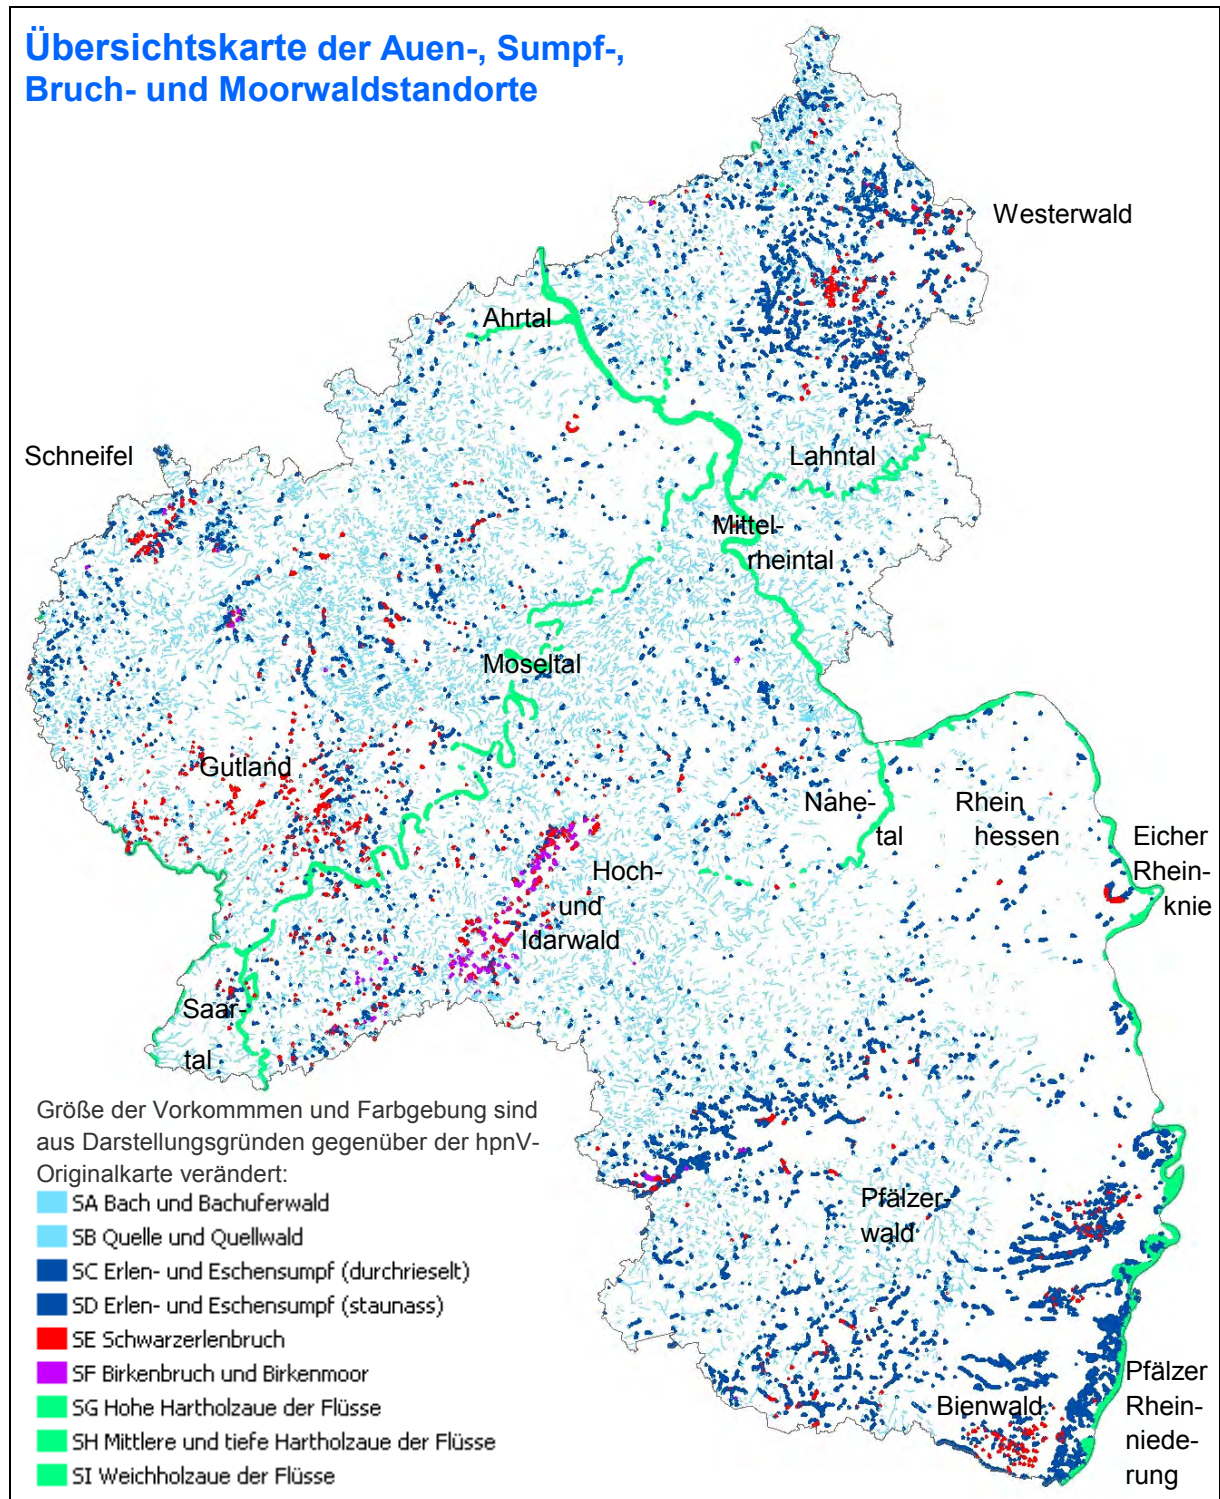 Übersichtskarte der Auen-, Sumpf-,
Bruch- und Moorwaldstandorte
Westerwald
Ahrtal
Schneifel
Lahntal
Mittel-
rheintal
Moseltal
Gutland
Nahe-
tal
-
Rhein
hessen
Eicher
Rhein-
knie
Hoch-
und
Idarwald
Saar-
tal
Größe der Vorkommmen und Farbgebung sind
aus Darstellungsgründen gegenüber der hpnV-
Originalkarte verändert:
SA Bach und Bachuferwald
SB Quelle und Quellwald
SC Erlen- und Eschensumpf (durchrieselt)
SD Erlen- und Eschensumpf (staunass)
SE Schwarzerlenbruch
SF Birkenbruch und Birkenmoor
SG Hohe Hartholzaue der Flüsse
SH Mittlere und tiefe Hartholzaue der Flüsse
SI Weichholzaue der Flüsse
Pfälzer-
wald
Bienwald
Pfälzer
Rhein-
niede-
rung